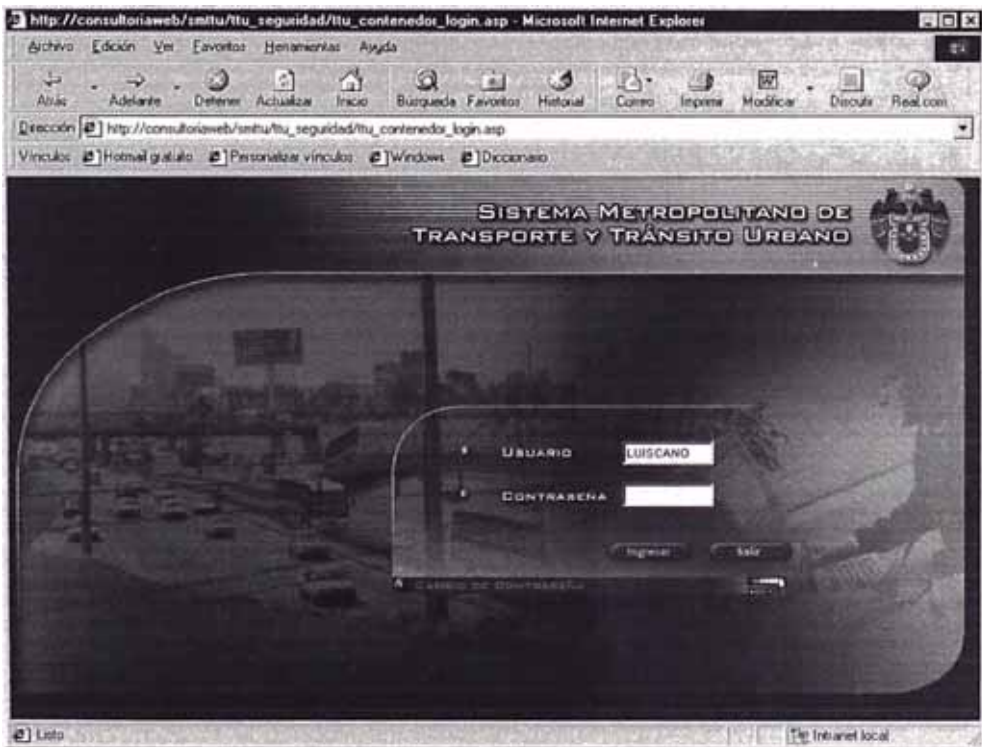 http://consultoriaweb/smttu/ttu_seguridad/ttu_contenedor_login.asp - Microsoft Internet Explorer
Archivo Edición Ver Favoritos Herramientas Ayuda
Atrás Adelante Detener Actualizar Inicio Búsqueda Favoritos Historial Correo Imprimir Modificar Discutir Real.com
Dirección http://consultoriaweb/smttu/ttu_seguridad/ttu_contenedor_login.asp
Vínculos Hotmail gratuito Personalizar vínculos Windows Diccionario
SISTEMA METROPOLITANO DE
TRANSPORTE Y TRÁNSITO URBANO
USUARIO LUISCANO
CONTRASEÑA
Ingresar Salir
CAMBIO DE CONTRASEÑA
Listo Intranet local